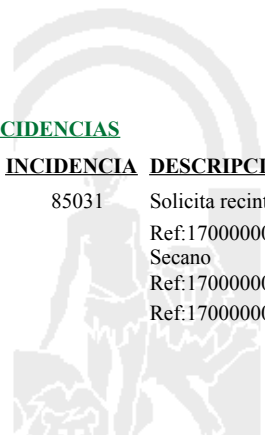 CIDENCIAS
INCIDENCIA DESCRIPCI
85031 Solicita recint
Ref:17000000
Secano
Ref:17000000
Ref:17000000